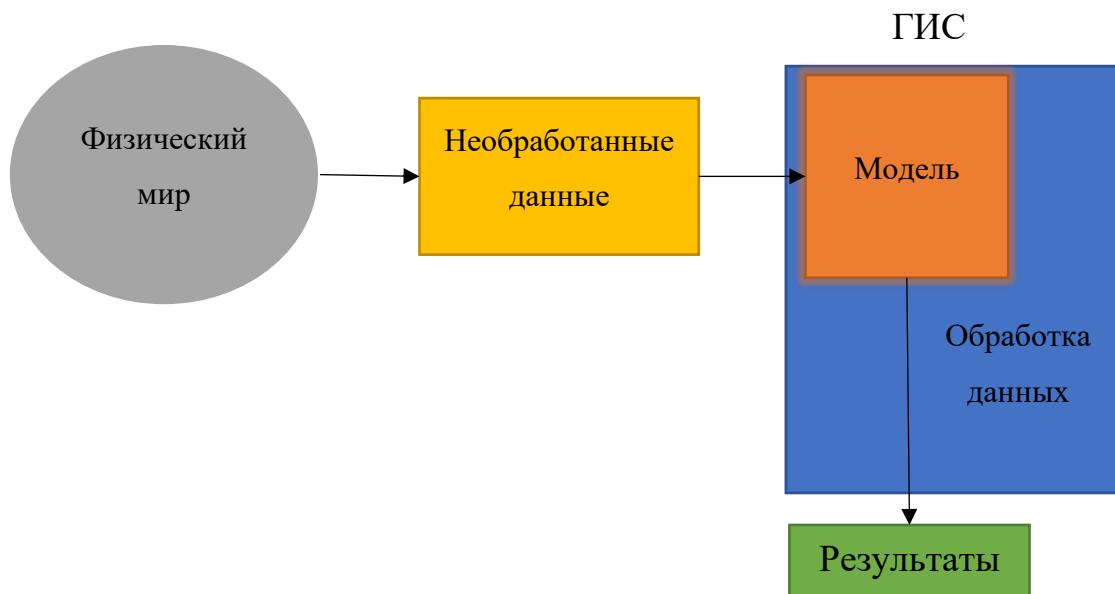 ГИС
Физический
мир
Необработанные
данные
Модель
Обработка
данных
Результаты